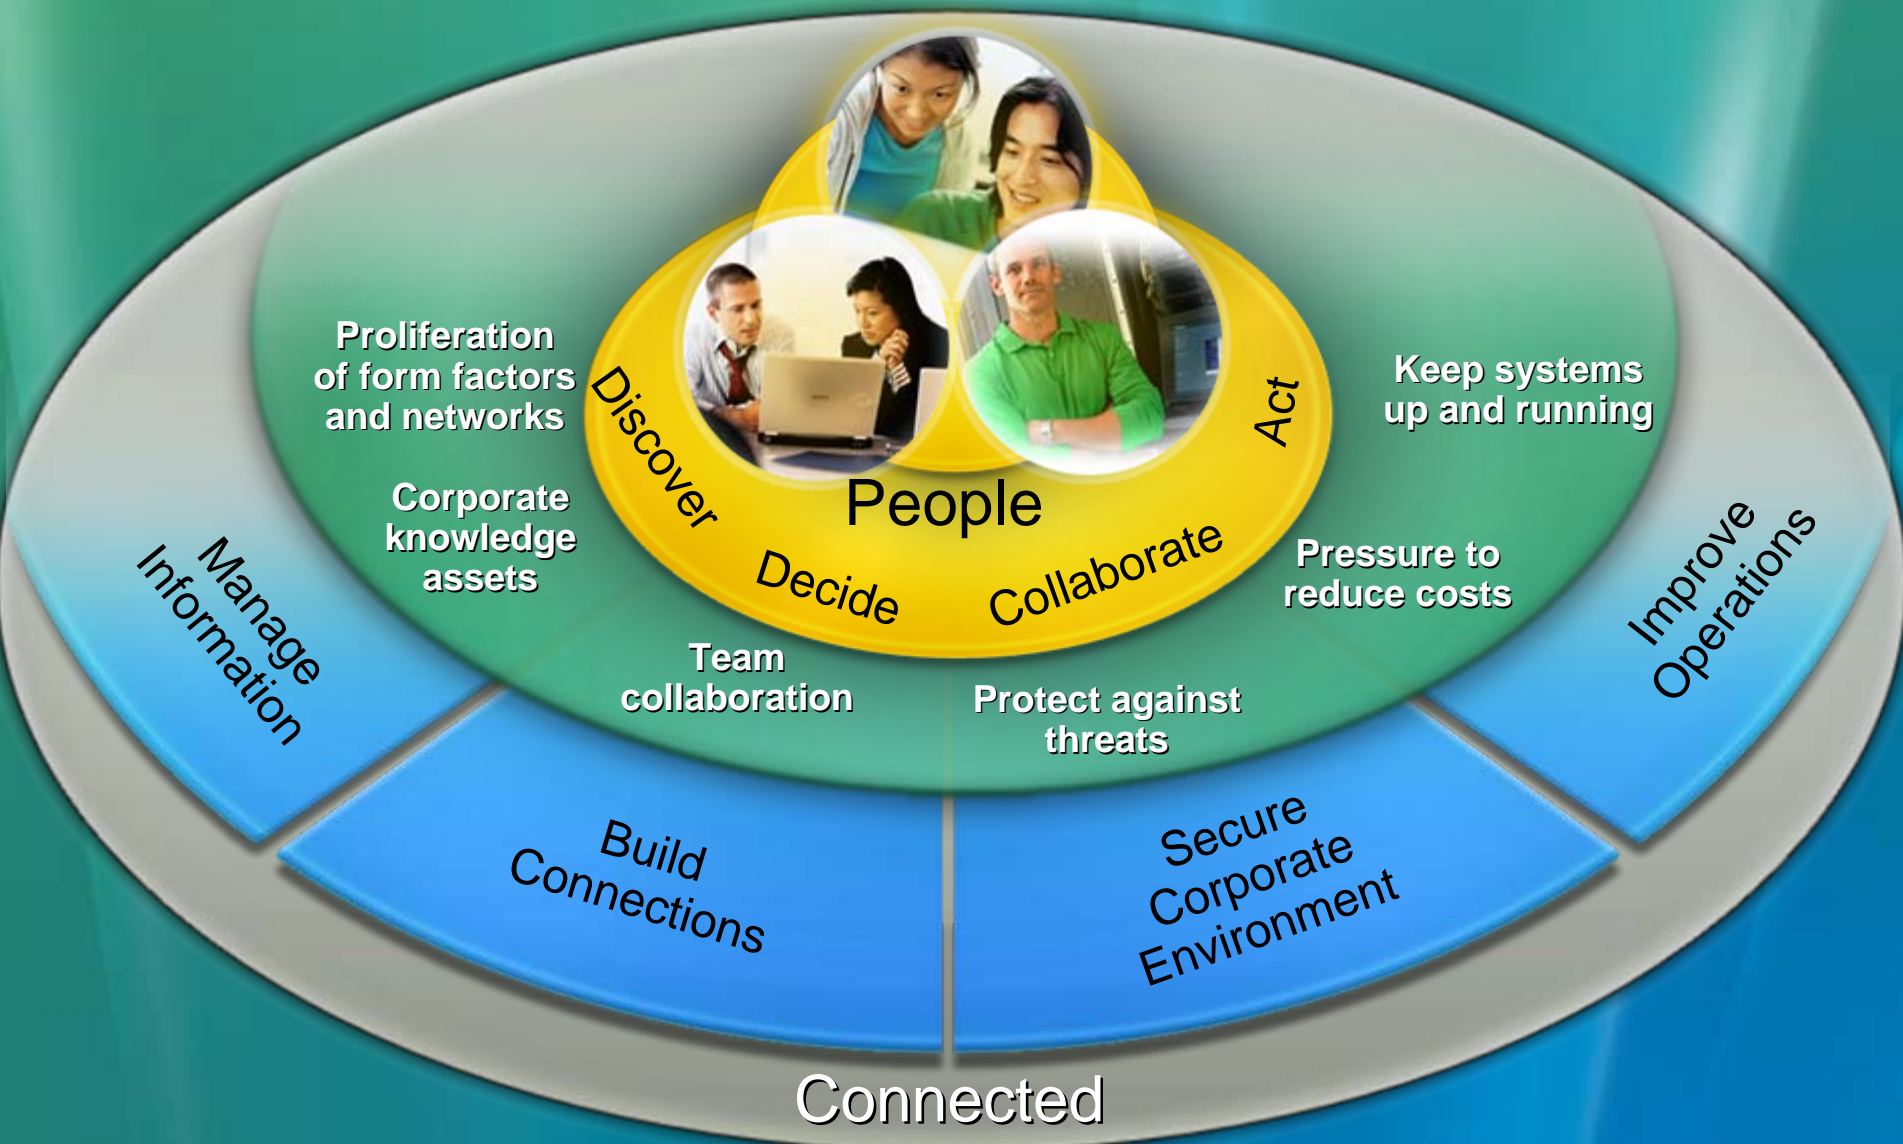 Proliferation
of form factors
and networks
Corporate
knowledge
assets
Team
collaboration
Protect against
threats
Pressure to
reduce costs
Keep systems
up and running
Discover
Decide
People
Collaborate
Act
Manage
Information
Build
Connections
Secure
Corporate
Environment
Improve
Operations
Connected